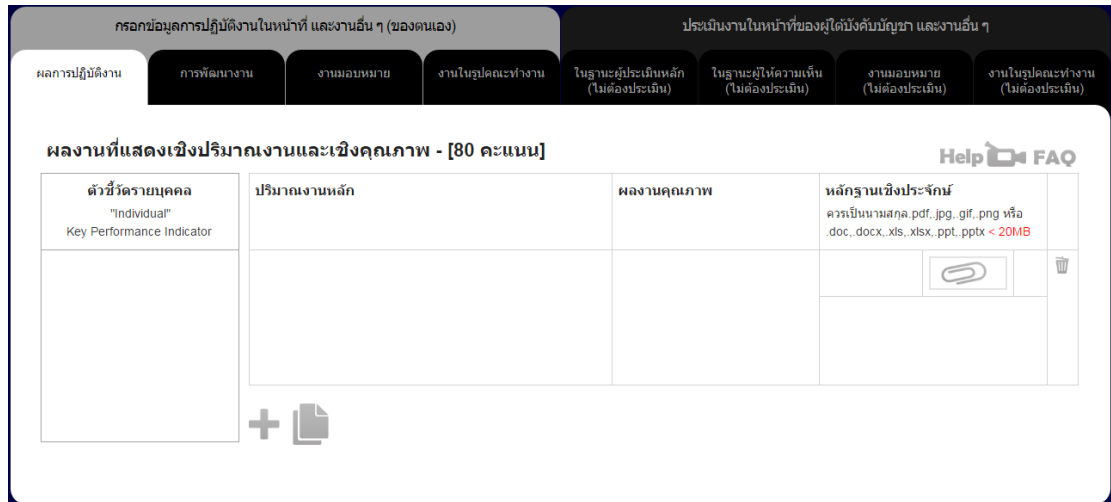 กรอกข้อมูลการปฏิบัติงานในหน้าที่ และงานอื่น ๆ (ของตนเอง)
ประเมินงานในหน้าที่ของผู้ใต้บังคับบัญชา และงานอื่น ๆ
ผลการปฏิบัติงาน
การพัฒนางาน
งานมอบหมาย
งานในรูปคณะทำงาน
ในฐานะผู้ประเมินหลัก
(ไม่ต้องประเมิน)
ในฐานะผู้ให้ความเห็น
(ไม่ต้องประเมิน)
งานมอบหมาย
(ไม่ต้องประเมิน)
งานในรูปคณะทำงาน
(ไม่ต้องประเมิน)
ผลงานที่แสดงเชิงปริมาณงานและเชิงคุณภาพ - [80 คะแนน]
Help FAQ
ตัวชี้วัดรายบุคคล
"Individual"
Key Performance Indicator
ปริมาณงานหลัก
ผลงานคุณภาพ
หลักฐานเชิงประจักษ์
ควรเป็นนามสกุล.pdf,.jpg,.gif,.png หรือ
.doc,.docx,.xls,.xlsx,.ppt,.pptx < 20MB